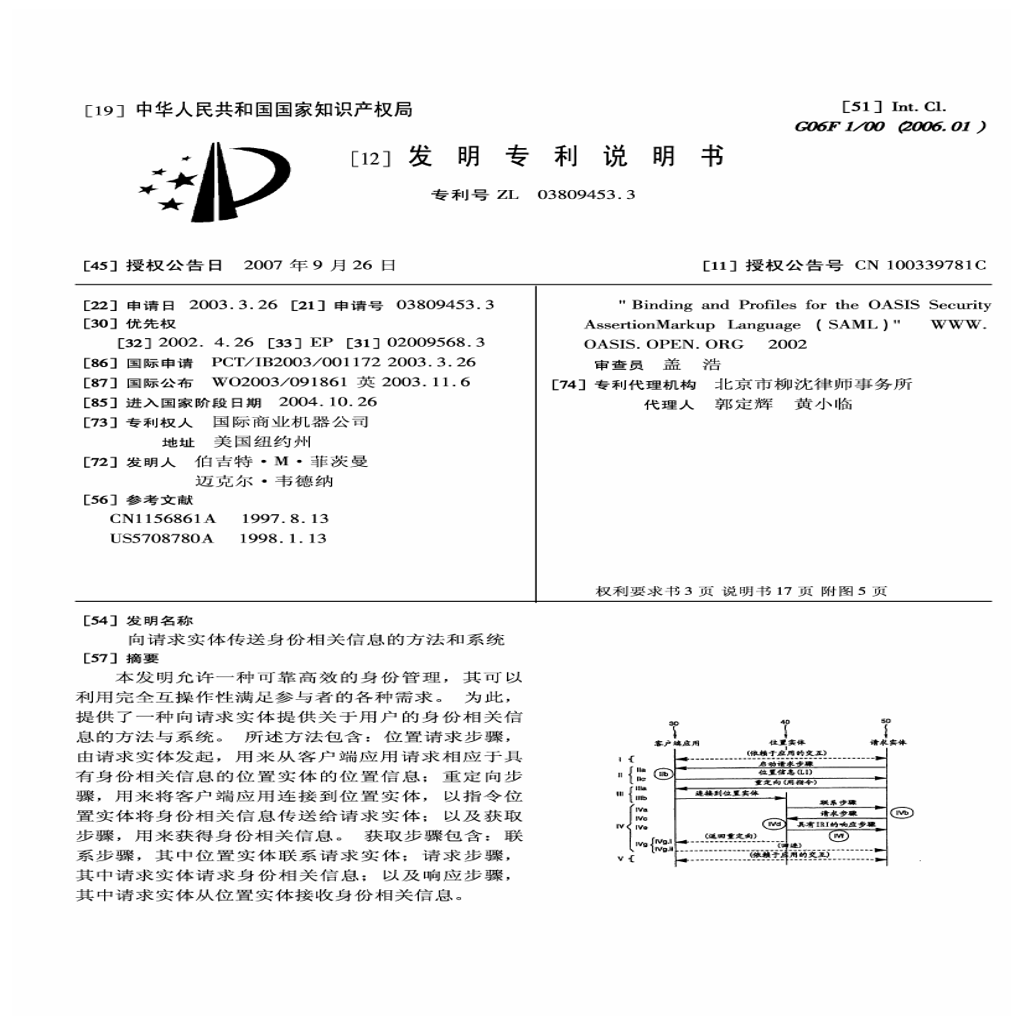 [19] 中华人民共和国国家知识产权局
[51] Int. Cl.
G06F 1/00 (2006.01)
[12] 发明专利说明书
专利号 ZL 03809453.3
[45] 授权公告日 2007 年 9 月 26 日
[11] 授权公告号 CN 100339781C
[22] 申请日 2003.3.26 [21] 申请号 03809453.3
[30] 优先权
[32] 2002. 4.26 [33] EP [31] 02009568.3
[86] 国际申请 PCT/IB2003/001172 2003.3.26
[87] 国际公布 WO2003/091861 英 2003.11.6
[85] 进入国家阶段日期 2004.10.26
[73] 专利权人 国际商业机器公司
地址 美国纽约州
[72] 发明人 伯吉特·M·菲茨曼
迈克尔·韦德纳
[56] 参考文献
CN1156861A 1997.8.13
US5708780A 1998.1.13
" Binding and Profiles for the OASIS Security
AssertionMarkup Language ( SAML )" WWW.
OASIS. OPEN. ORG 2002
审查员 盖 浩
[74] 专利代理机构 北京市柳沈律师事务所
代理人 郭定辉 黄小临
权利要求书 3 页 说明书 17 页 附图 5 页
[54] 发明名称
向请求实体传送身份相关信息的方法和系统
[57] 摘要
本发明允许一种可靠高效的身份管理，其可以
利用完全互操作性满足参与者的各种需求。 为此，
提供了一种向请求实体提供关于用户的身份相关信
息的方法与系统。 所述方法包含：位置请求步骤，
由请求实体发起，用来从客户端应用请求相应于具
有身份相关信息的位置实体的位置信息；重定向步
骤，用来将客户端应用连接到位置实体，以指令位
置实体将身份相关信息传送给请求实体；以及获取
步骤，用来获得身份相关信息。 获取步骤包含：联
系步骤，其中位置实体联系请求实体；请求步骤，
其中请求实体请求身份相关信息；以及响应步骤，
其中请求实体从位置实体接收身份相关信息。
30 40 50
客户端应用 位置实体 请求实体
I (依赖于应用的交互)
II IIa 启动请求步骤
IIb
IIc 位置信息(LI)
III IIIa 重定向(用指令)
IIIb 连接到位置实体
IV IVa 联系步骤
IVc 请求步骤 IVb
IVe IVd 具有IRI的响应步骤
IVf
IVg IVg.I (返回重定向)
IVg.II (回送)
V (依赖于应用的交互)